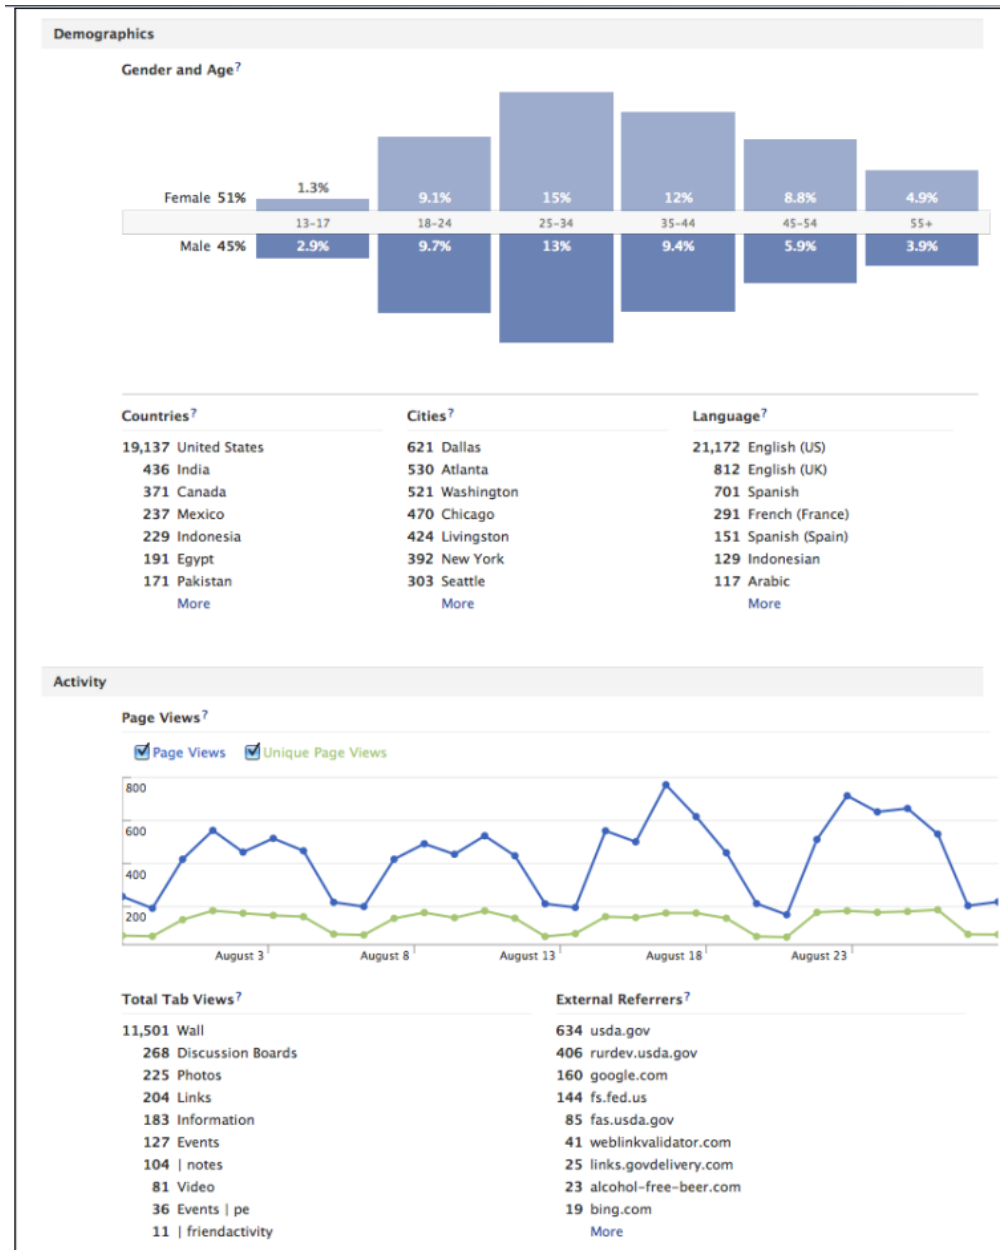 Demographics
Gender and Age?
Female 51% 1.3% 9.1% 15% 12% 8.8% 4.9%
13-17 18-24 25-34 35-44 45-54 55+
Male 45% 2.9% 9.7% 13% 9.4% 5.9% 3.9%
Countries?
19,137 United States
436 India
371 Canada
237 Mexico
229 Indonesia
191 Egypt
171 Pakistan
More
Cities?
621 Dallas
530 Atlanta
521 Washington
470 Chicago
424 Livingston
392 New York
303 Seattle
More
Language?
21,172 English (US)
812 English (UK)
701 Spanish
291 French (France)
151 Spanish (Spain)
129 Indonesian
117 Arabic
More
Activity
Page Views?
Page Views Unique Page Views
800
600
400
200
August 3 August 8 August 13 August 18 August 23
Total Tab Views?
11,501 Wall
268 Discussion Boards
225 Photos
204 Links
183 Information
127 Events
104 | notes
81 Video
36 Events | pe
11 | friendactivity
External Referrers?
634 usda.gov
406 rurdev.usda.gov
160 google.com
144 fs.fed.us
85 fas.usda.gov
41 weblinkvalidator.com
25 links.govdelivery.com
23 alcohol-free-beer.com
19 bing.com
More